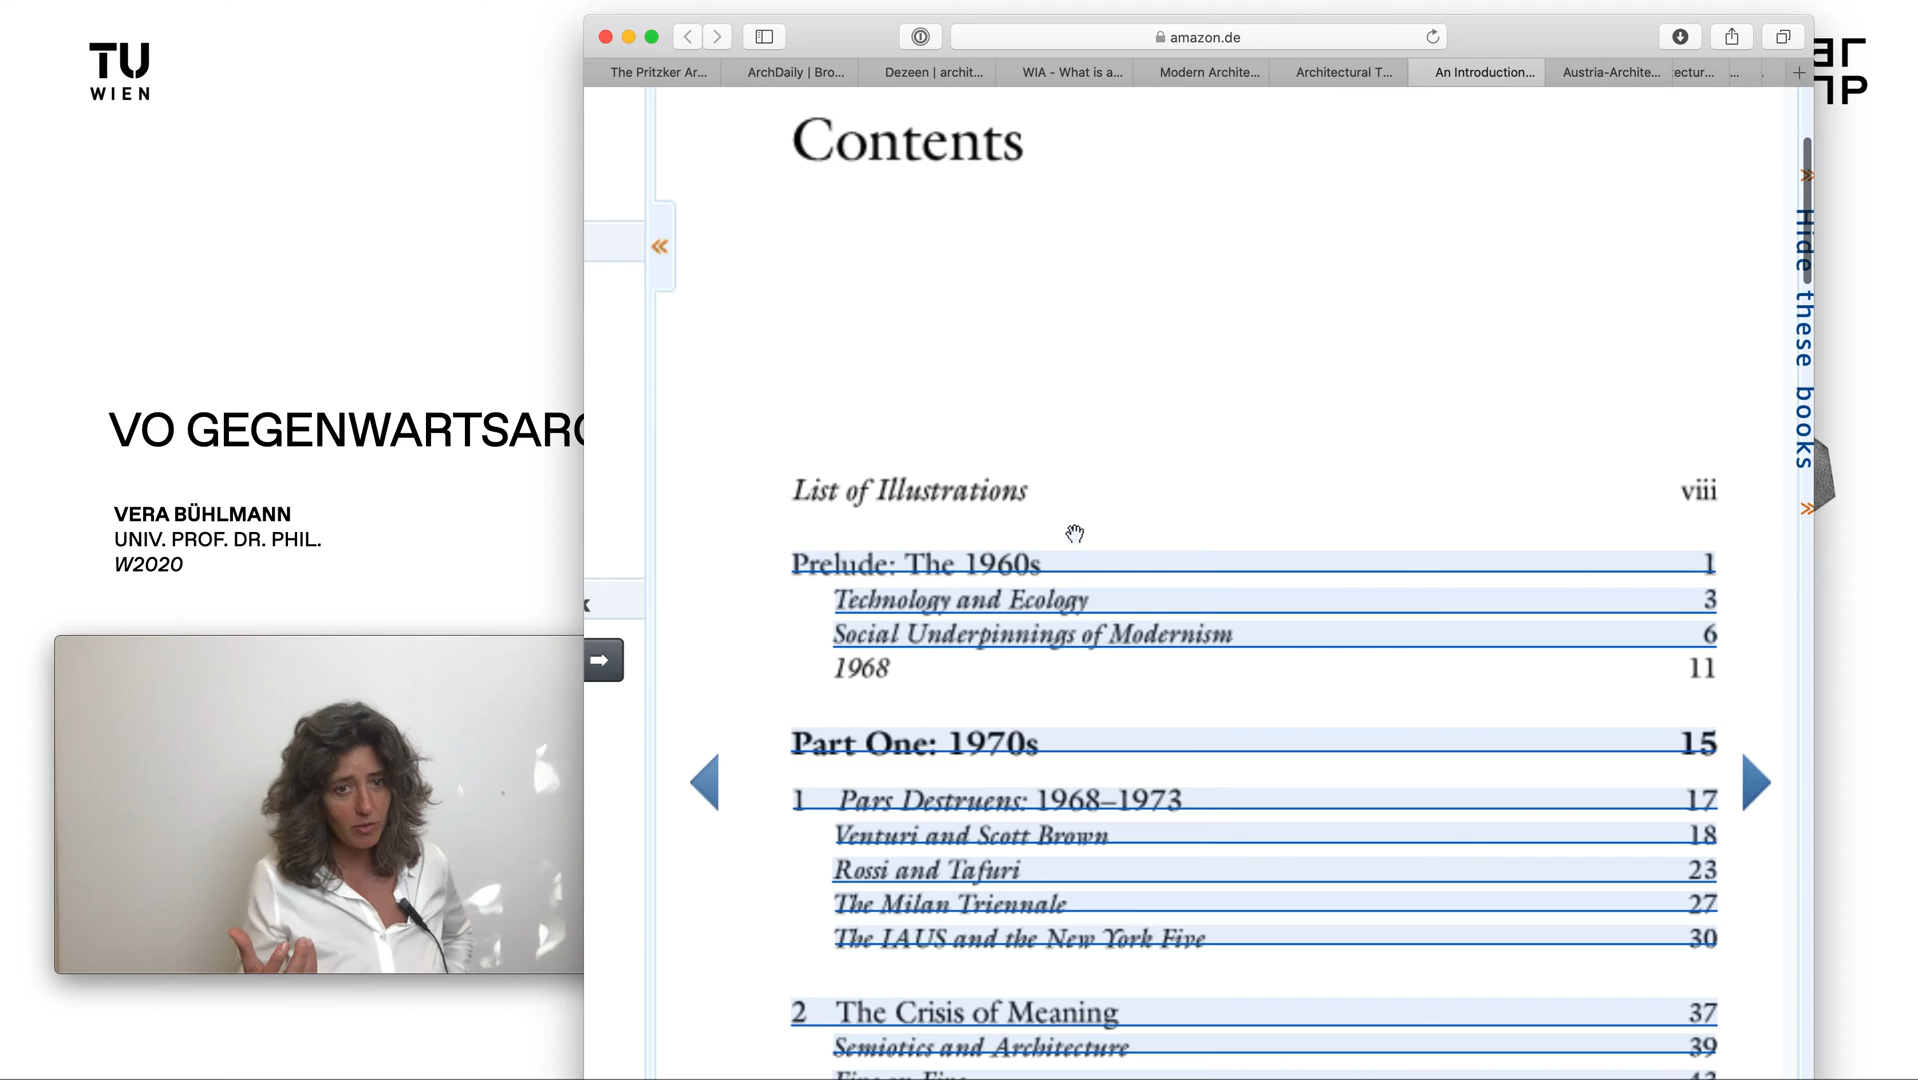 TU
WIEN
VO GEGENWARTSARC
VERA BÜHLMANN
UNIV. PROF. DR. PHIL.
W2020
amazon.de
The Pritzker Ar...
ArchDaily | Bro...
Dezeen | archit...
WIA - What is a...
Modern Archite...
Architectural T...
An Introduction...
Austria-Archite...
ectur...
...
Contents
List of Illustrations viii
Prelude: The 1960s 1
Technology and Ecology 3
Social Underpinnings of Modernism 6
1968 11
Part One: 1970s 15
1 Pars Destruens: 1968–1973 17
Venturi and Scott Brown 18
Rossi and Tafuri 23
The Milan Triennale 27
The IAUS and the New York Five 30
2 The Crisis of Meaning 37
Semiotics and Architecture 39
Five on Five
Hide these books